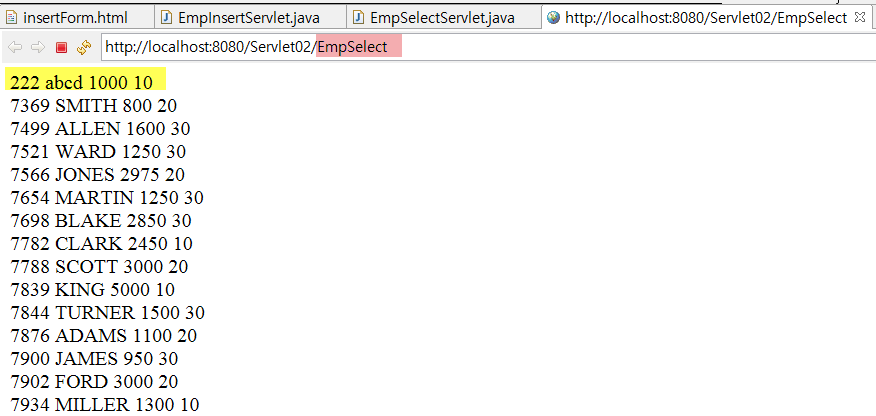 insertForm.html EmpInsertServlet.java EmpSelectServlet.java http://localhost:8080/Servlet02/EmpSelect
http://localhost:8080/Servlet02/EmpSelect
222 abcd 1000 10
7369 SMITH 800 20
7499 ALLEN 1600 30
7521 WARD 1250 30
7566 JONES 2975 20
7654 MARTIN 1250 30
7698 BLAKE 2850 30
7782 CLARK 2450 10
7788 SCOTT 3000 20
7839 KING 5000 10
7844 TURNER 1500 30
7876 ADAMS 1100 20
7900 JAMES 950 30
7902 FORD 3000 20
7934 MILLER 1300 10